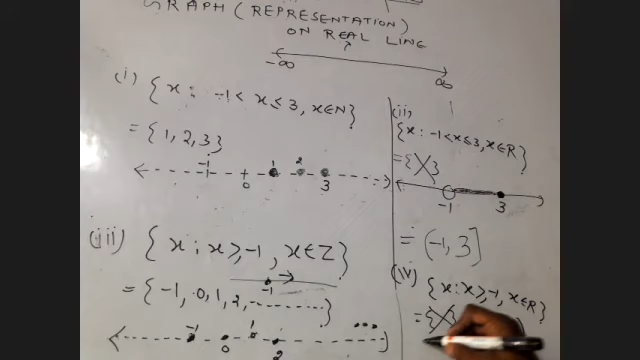 GRAPH (REPRESENTATION)
ON REAL LINE
-∞ ∞
(i) {x : -1 < x ≤ 3, x∈N}
= {1, 2, 3}
-1 0 1 2 3
(ii)
{x : -1<x≤3, x∈R}
= { }
-1 3
= (-1, 3]
(iii) {x : x ≥ -1, x∈Z}
-1
= {-1, 0, 1, 2, ---------}
-1 0 1 2 ...
(iv) {x : x ≥ -1, x∈R}
= {